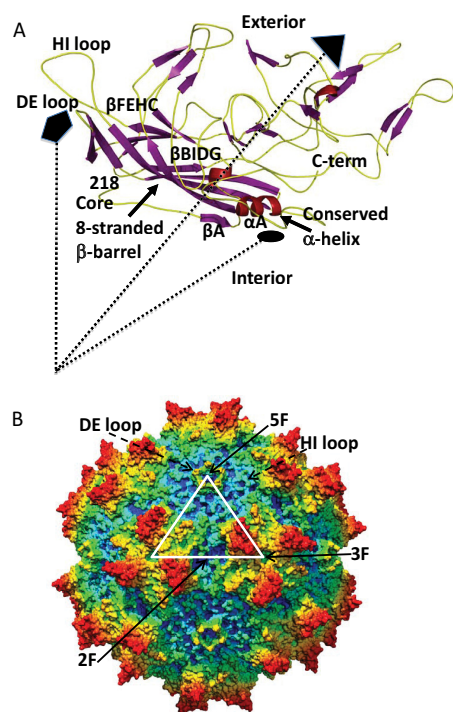 A
Exterior
HI loop
DE loop
βFEHC
βBIDG
C-term
218
Core
8-stranded
β-barrel
βA
αA
Conserved
α-helix
Interior
B
5F
DE loop
HI loop
3F
2F